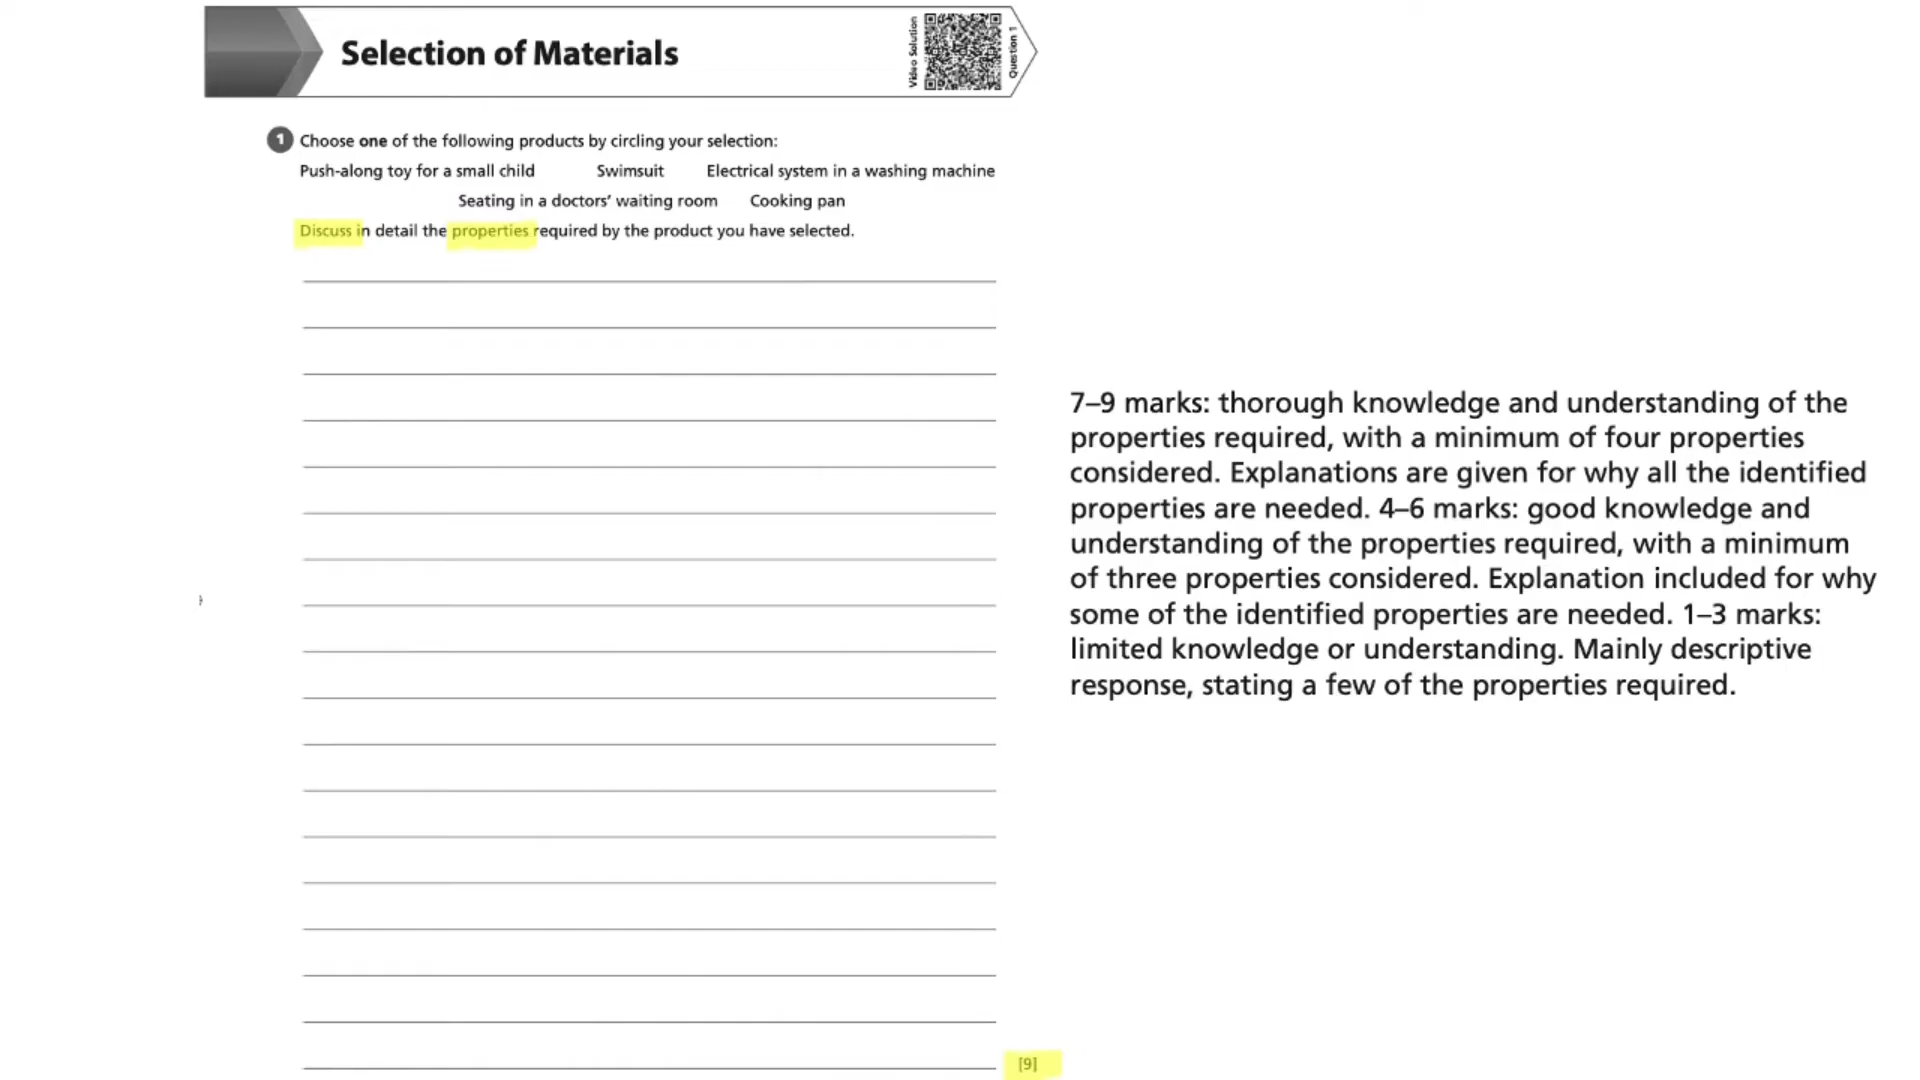 Selection of Materials
Video Solution
Question 1
1 Choose one of the following products by circling your selection:
Push-along toy for a small child Swimsuit Electrical system in a washing machine
Seating in a doctors' waiting room Cooking pan
Discuss in detail the properties required by the product you have selected.
7–9 marks: thorough knowledge and understanding of the
properties required, with a minimum of four properties
considered. Explanations are given for why all the identified
properties are needed. 4–6 marks: good knowledge and
understanding of the properties required, with a minimum
of three properties considered. Explanation included for why
some of the identified properties are needed. 1–3 marks:
limited knowledge or understanding. Mainly descriptive
response, stating a few of the properties required.
[9]